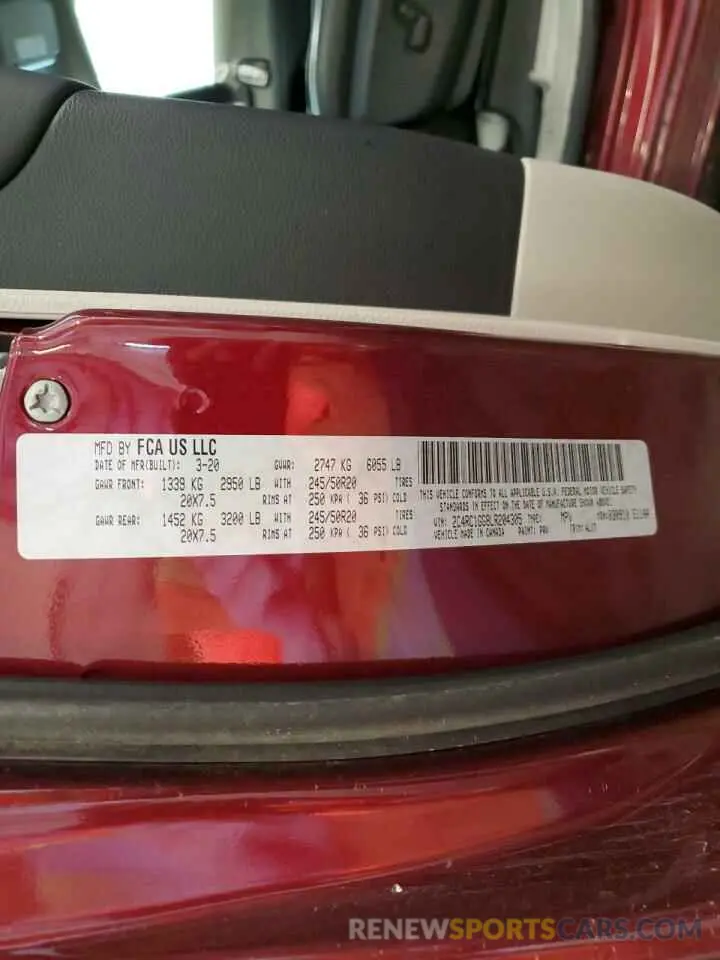 MFD BY FCA US LLC
DATE OF MFR(BUILT): 3-20 GVWR: 2747 KG 6055 LB
GAWR FRONT: 1339 KG 2950 LB WITH 245/50R20 TIRES
20X7.5 RIMS AT 250 KPA ( 36 PSI) COLD
GAWR REAR: 1452 KG 3200 LB WITH 245/50R20 TIRES
20X7.5 RIMS AT 250 KPA ( 36 PSI) COLD
THIS VEHICLE CONFORMS TO ALL APPLICABLE U.S.A. FEDERAL MOTOR VEHICLE SAFETY
STANDARDS IN EFFECT ON THE DATE OF MANUFACTURE SHOWN ABOVE.
VIN: 2C4RC1GG8LR204305 TYPE: MPV
VEHICLE MADE IN CANADA PAINT: PRV TRIM:
RENEWSPORTSCARS.COM